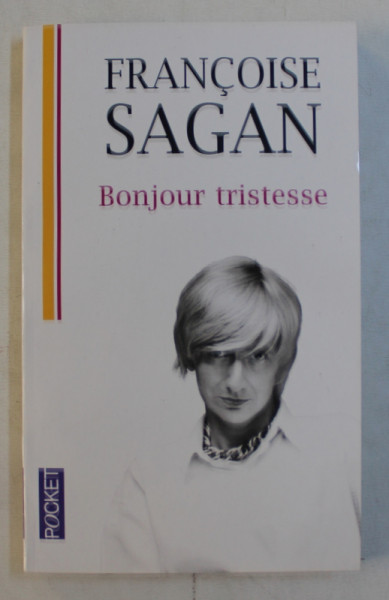 FRANÇOISE
SAGAN
Bonjour tristesse
POCKET